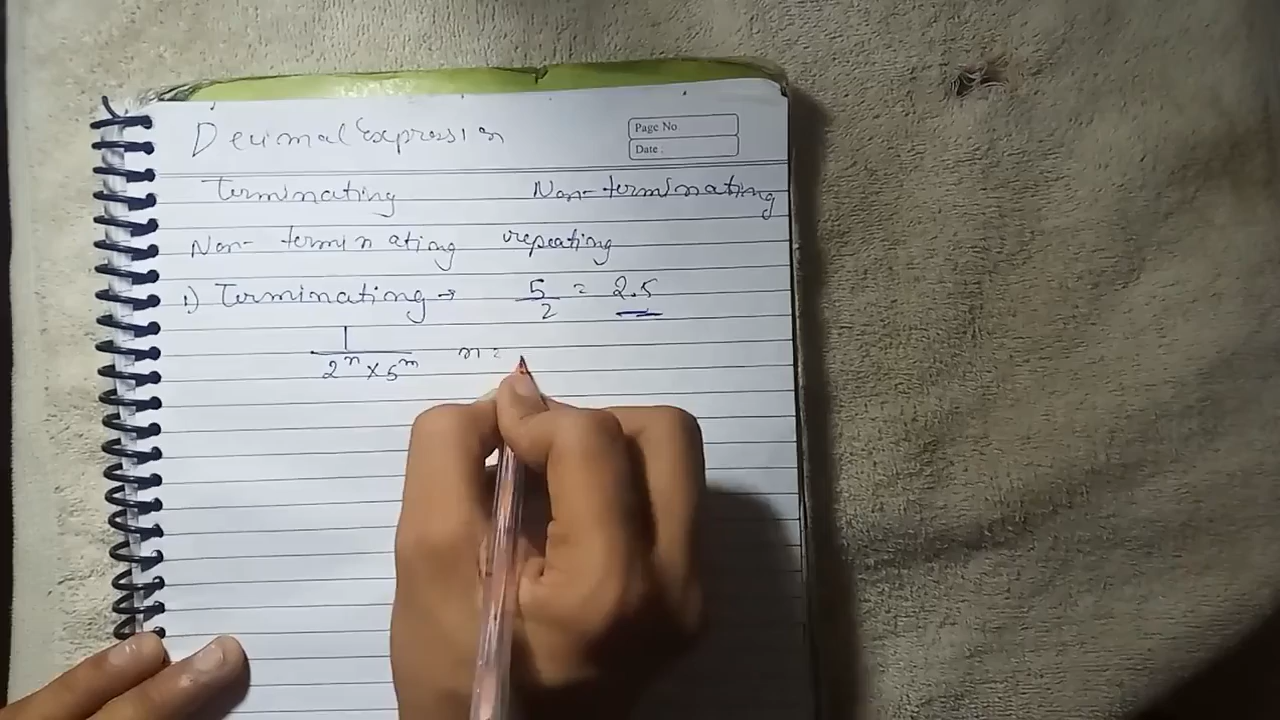 Decimal Expression
Page No
Date :
Terminating Non-terminating
Non-terminating repeating
1) Terminating → 5/2 = 2.5
1/2^n × 5^m n =